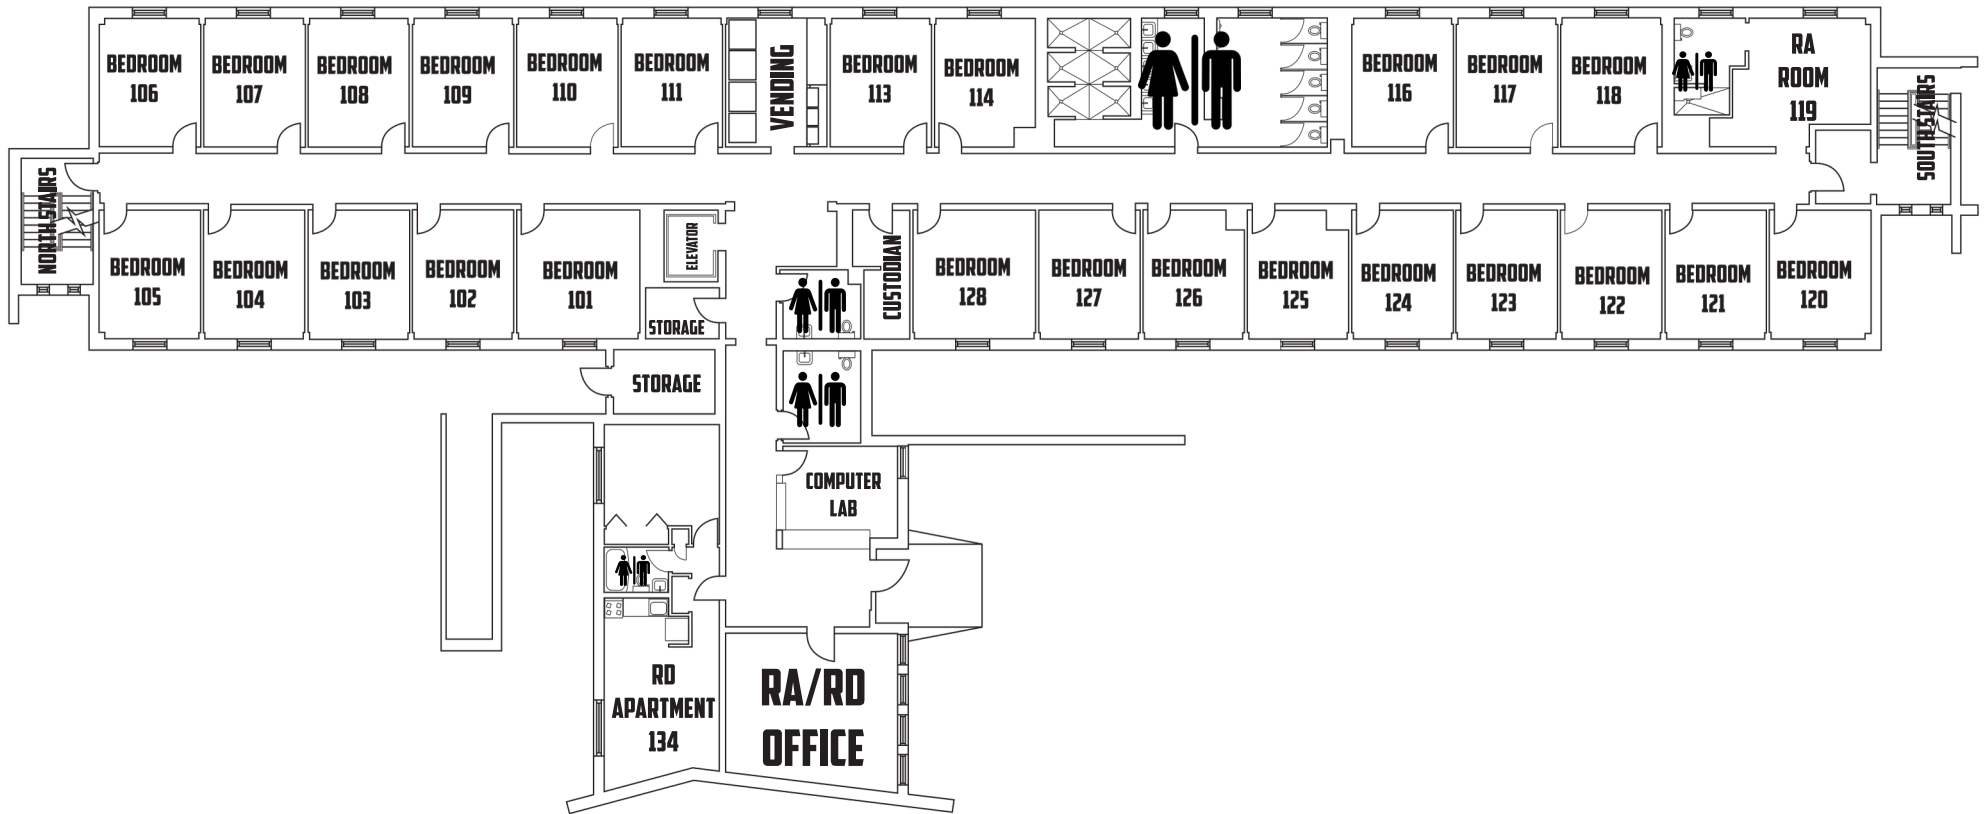 BEDROOM
106
BEDROOM
107
BEDROOM
108
BEDROOM
109
BEDROOM
110
BEDROOM
111
VENDING
BEDROOM
113
BEDROOM
114
BEDROOM
116
BEDROOM
117
BEDROOM
118
RA
ROOM
119
SOUTH STAIRS
NORTH STAIRS
BEDROOM
105
BEDROOM
104
BEDROOM
103
BEDROOM
102
BEDROOM
101
ELEVATOR
STORAGE
CUSTODIAN
BEDROOM
128
BEDROOM
127
BEDROOM
126
BEDROOM
125
BEDROOM
124
BEDROOM
123
BEDROOM
122
BEDROOM
121
BEDROOM
120
STORAGE
COMPUTER
LAB
RD
APARTMENT
134
RA/RD
OFFICE